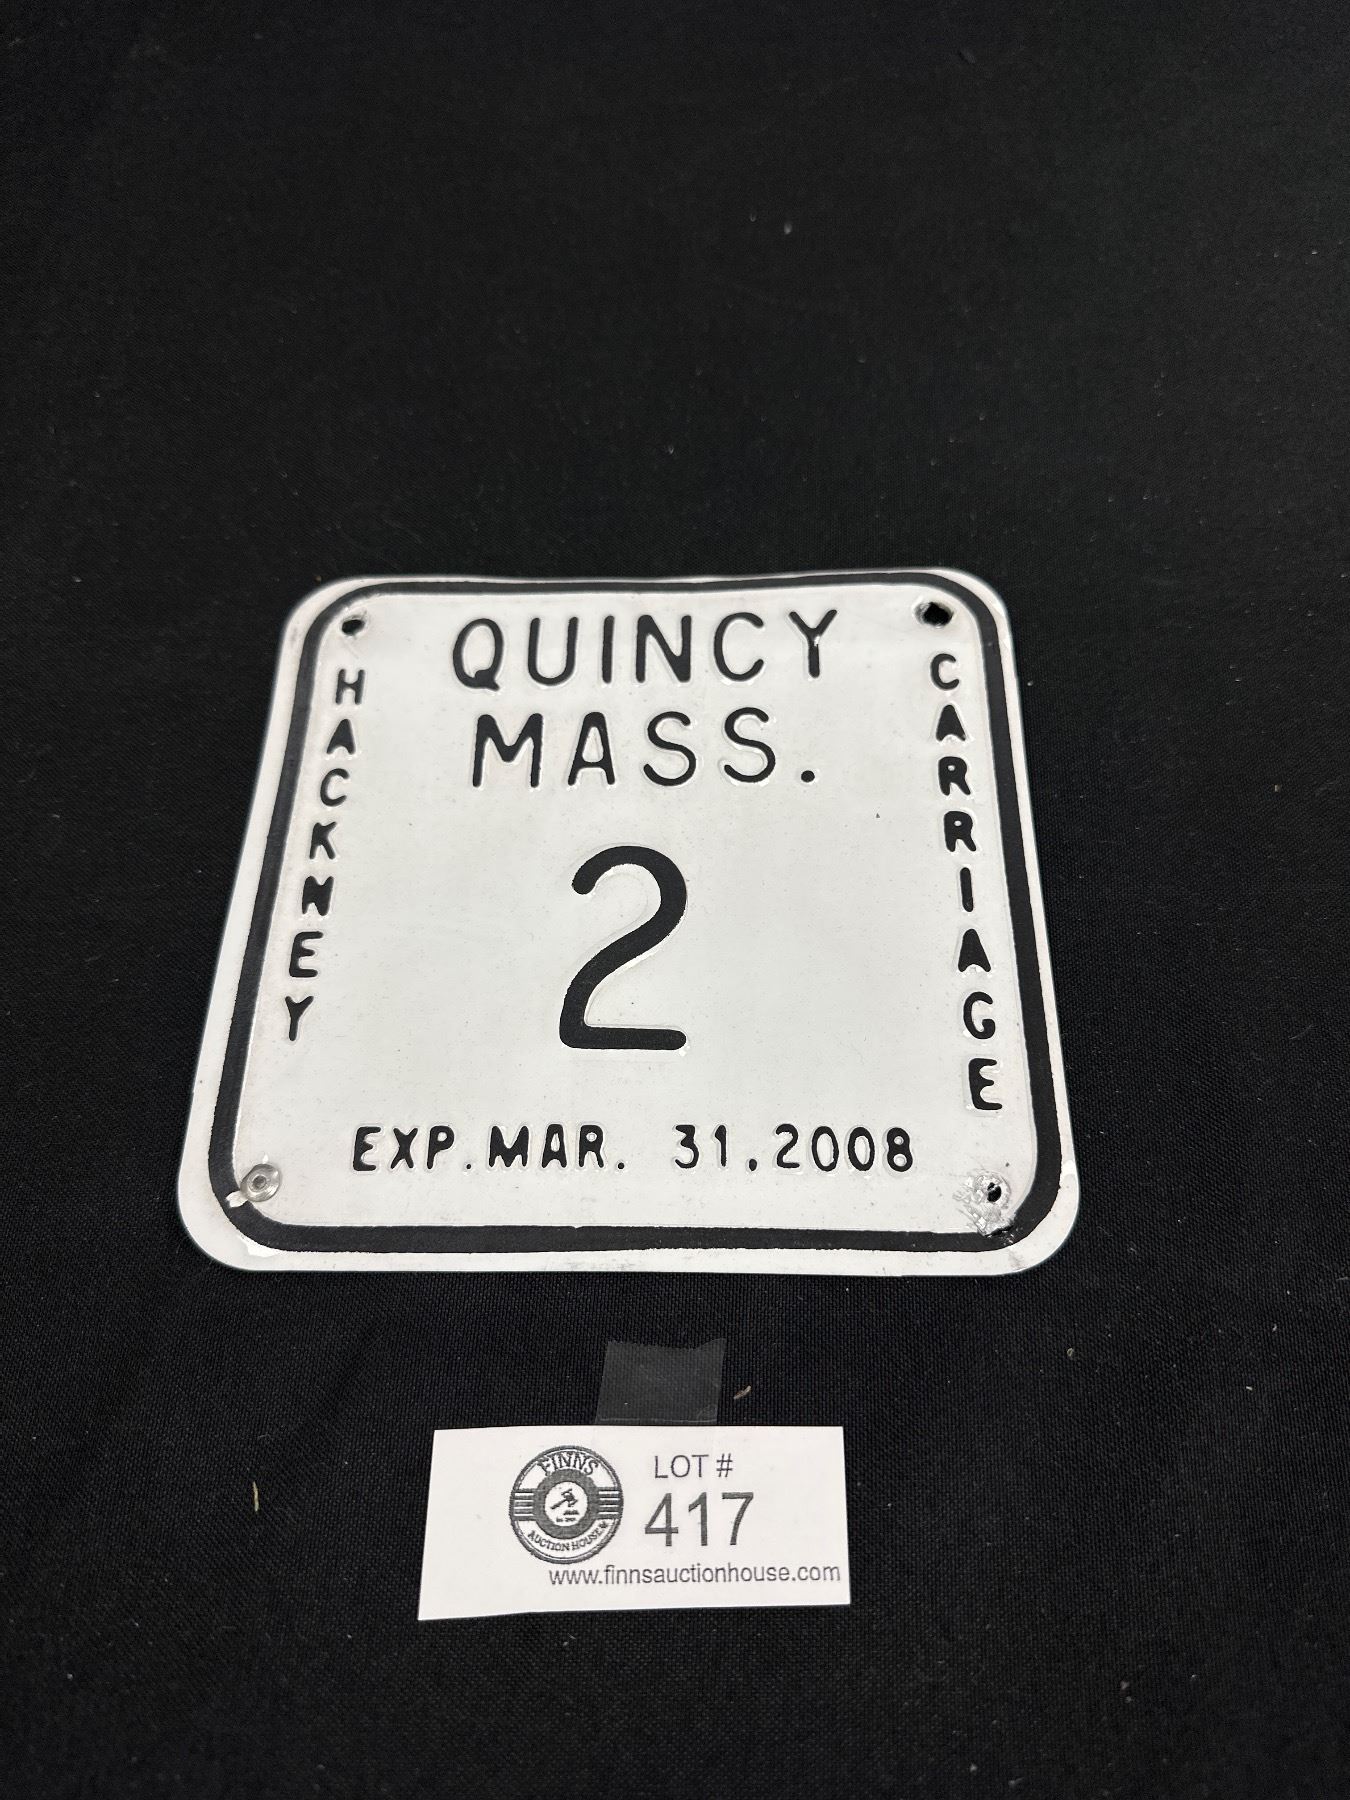 QUINCY
MASS.
HACKNEY
CARRIAGE
2
EXP. MAR. 31, 2008
FINNS
AUCTION HOUSE
LOT #
417
www.finnsauctionhouse.com